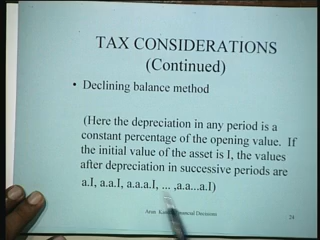 TAX CONSIDERATIONS
(Continued)
• Declining balance method
(Here the depreciation in any period is a
constant percentage of the opening value. If
the initial value of the asset is I, the values
after depreciation in successive periods are
a.I, a.a.I, a.a.a.I, ... ,a.a...a.I)
Arun Financial Decisions
24